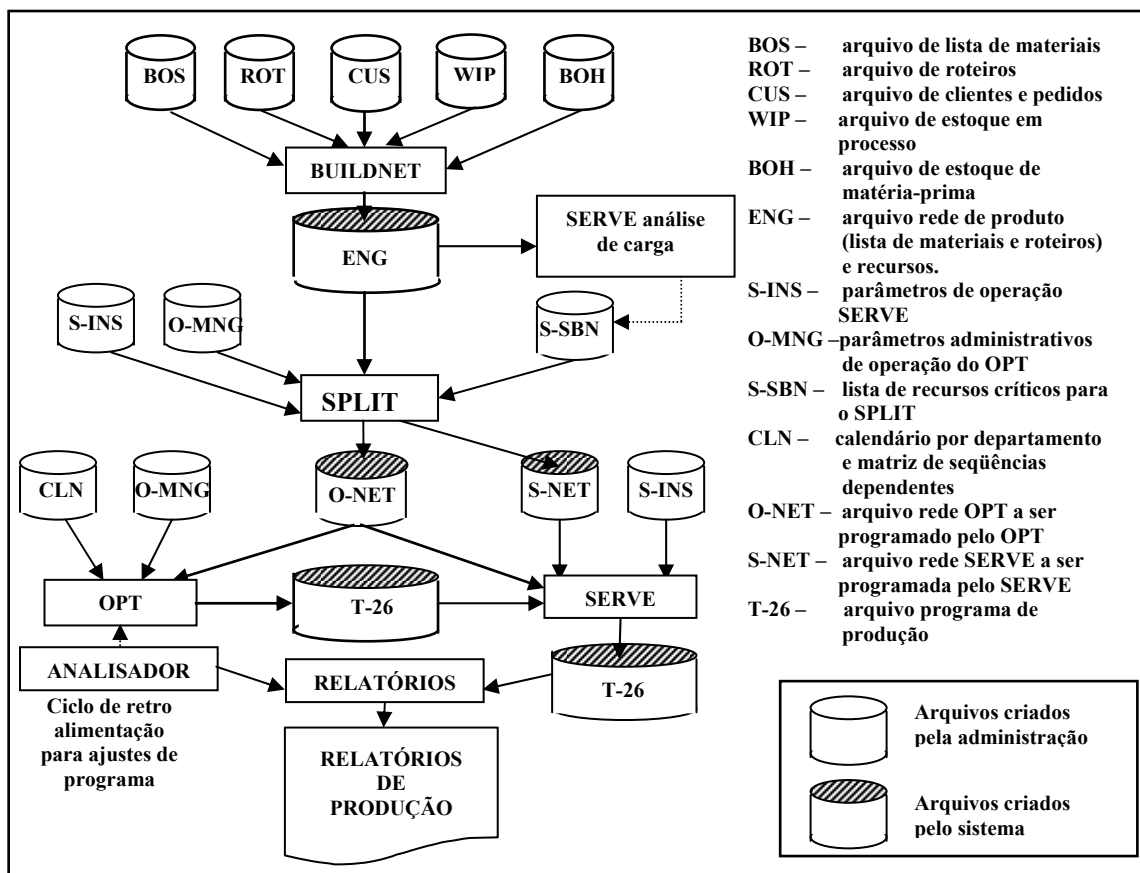 BOS
ROT
CUS
WIP
BOH
BUILDNET
ENG
SERVE análise
de carga
S-INS
O-MNG
S-SBN
SPLIT
CLN
O-MNG
O-NET
S-NET
S-INS
OPT
T-26
SERVE
ANALISADOR
RELATÓRIOS
T-26
Ciclo de retro
alimentação
para ajustes de
programa
RELATÓRIOS
DE
PRODUÇÃO
BOS – arquivo de lista de materiais
ROT – arquivo de roteiros
CUS – arquivo de clientes e pedidos
WIP – arquivo de estoque em
processo
BOH – arquivo de estoque de
matéria-prima
ENG – arquivo rede de produto
(lista de materiais e roteiros)
e recursos.
S-INS – parâmetros de operação
SERVE
O-MNG –parâmetros administrativos
de operação do OPT
S-SBN – lista de recursos críticos para
o SPLIT
CLN – calendário por departamento
e matriz de seqüências
dependentes
O-NET – arquivo rede OPT a ser
programado pelo OPT
S-NET – arquivo rede SERVE a ser
programada pelo SERVE
T-26 – arquivo programa de
produção
Arquivos criados
pela administração
Arquivos criados
pelo sistema